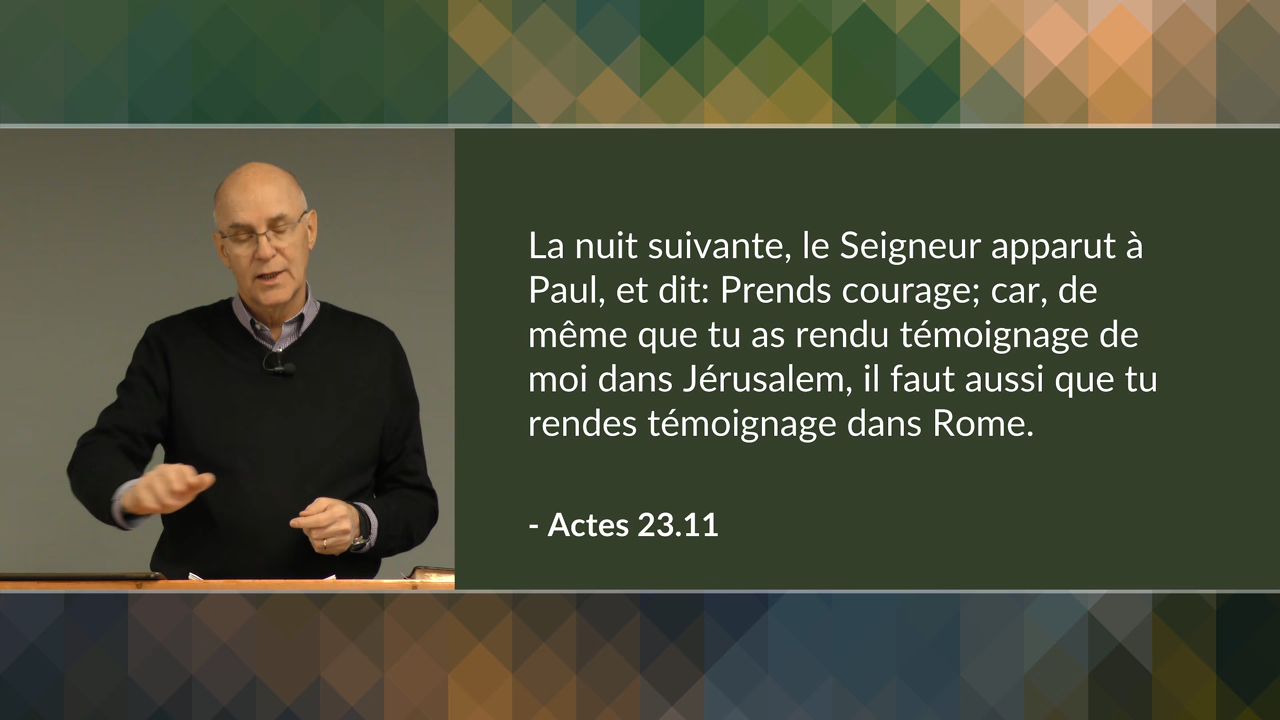 La nuit suivante, le Seigneur apparut à
Paul, et dit: Prends courage; car, de
même que tu as rendu témoignage de
moi dans Jérusalem, il faut aussi que tu
rendes témoignage dans Rome.
- Actes 23.11